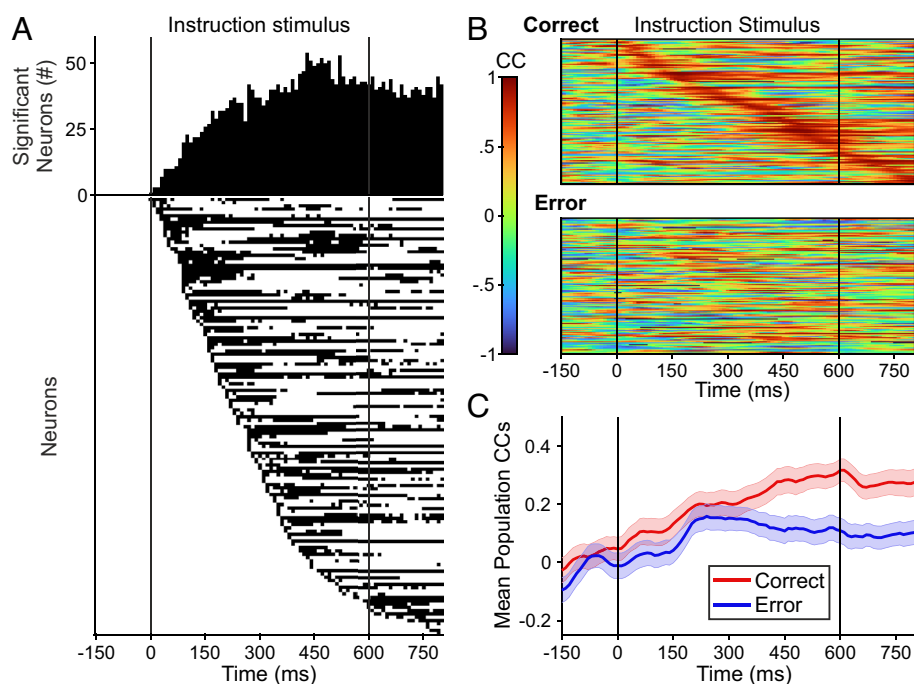 A
Instruction stimulus
Significant
Neurons (#)
50
25
0
Neurons
-150 0 150 300 450 600 750
Time (ms)
B
Correct Instruction Stimulus
CC
1
.5
0
-.5
-1
Error
-150 0 150 300 450 600 750
Time (ms)
C
Mean Population CCs
0.4
0.2
0
-0.2
Correct
Error
-150 0 150 300 450 600 750
Time (ms)